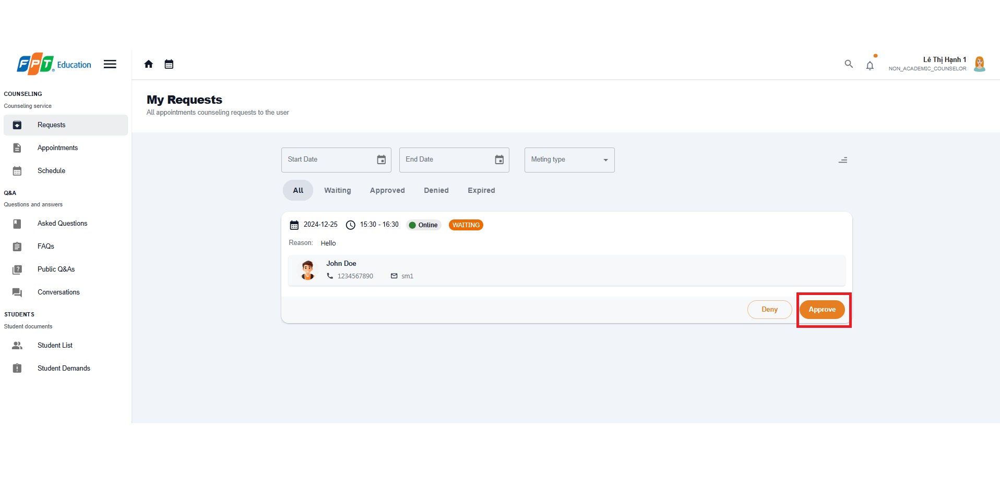 FPT Education
Lê Thị Hạnh 1
NON_ACADEMIC_COUNSELOR
COUNSELING
Counseling service
Requests
Appointments
Schedule
Q&A
Questions and answers
Asked Questions
FAQs
Public Q&As
Conversations
STUDENTS
Student documents
Student List
Student Demands
My Requests
All appointments counseling requests to the user
Start Date End Date Meting type
All Waiting Approved Denied Expired
2024-12-25 15:30 - 16:30 Online WAITING
Reason: Hello
John Doe
1234567890 sm1
Deny Approve